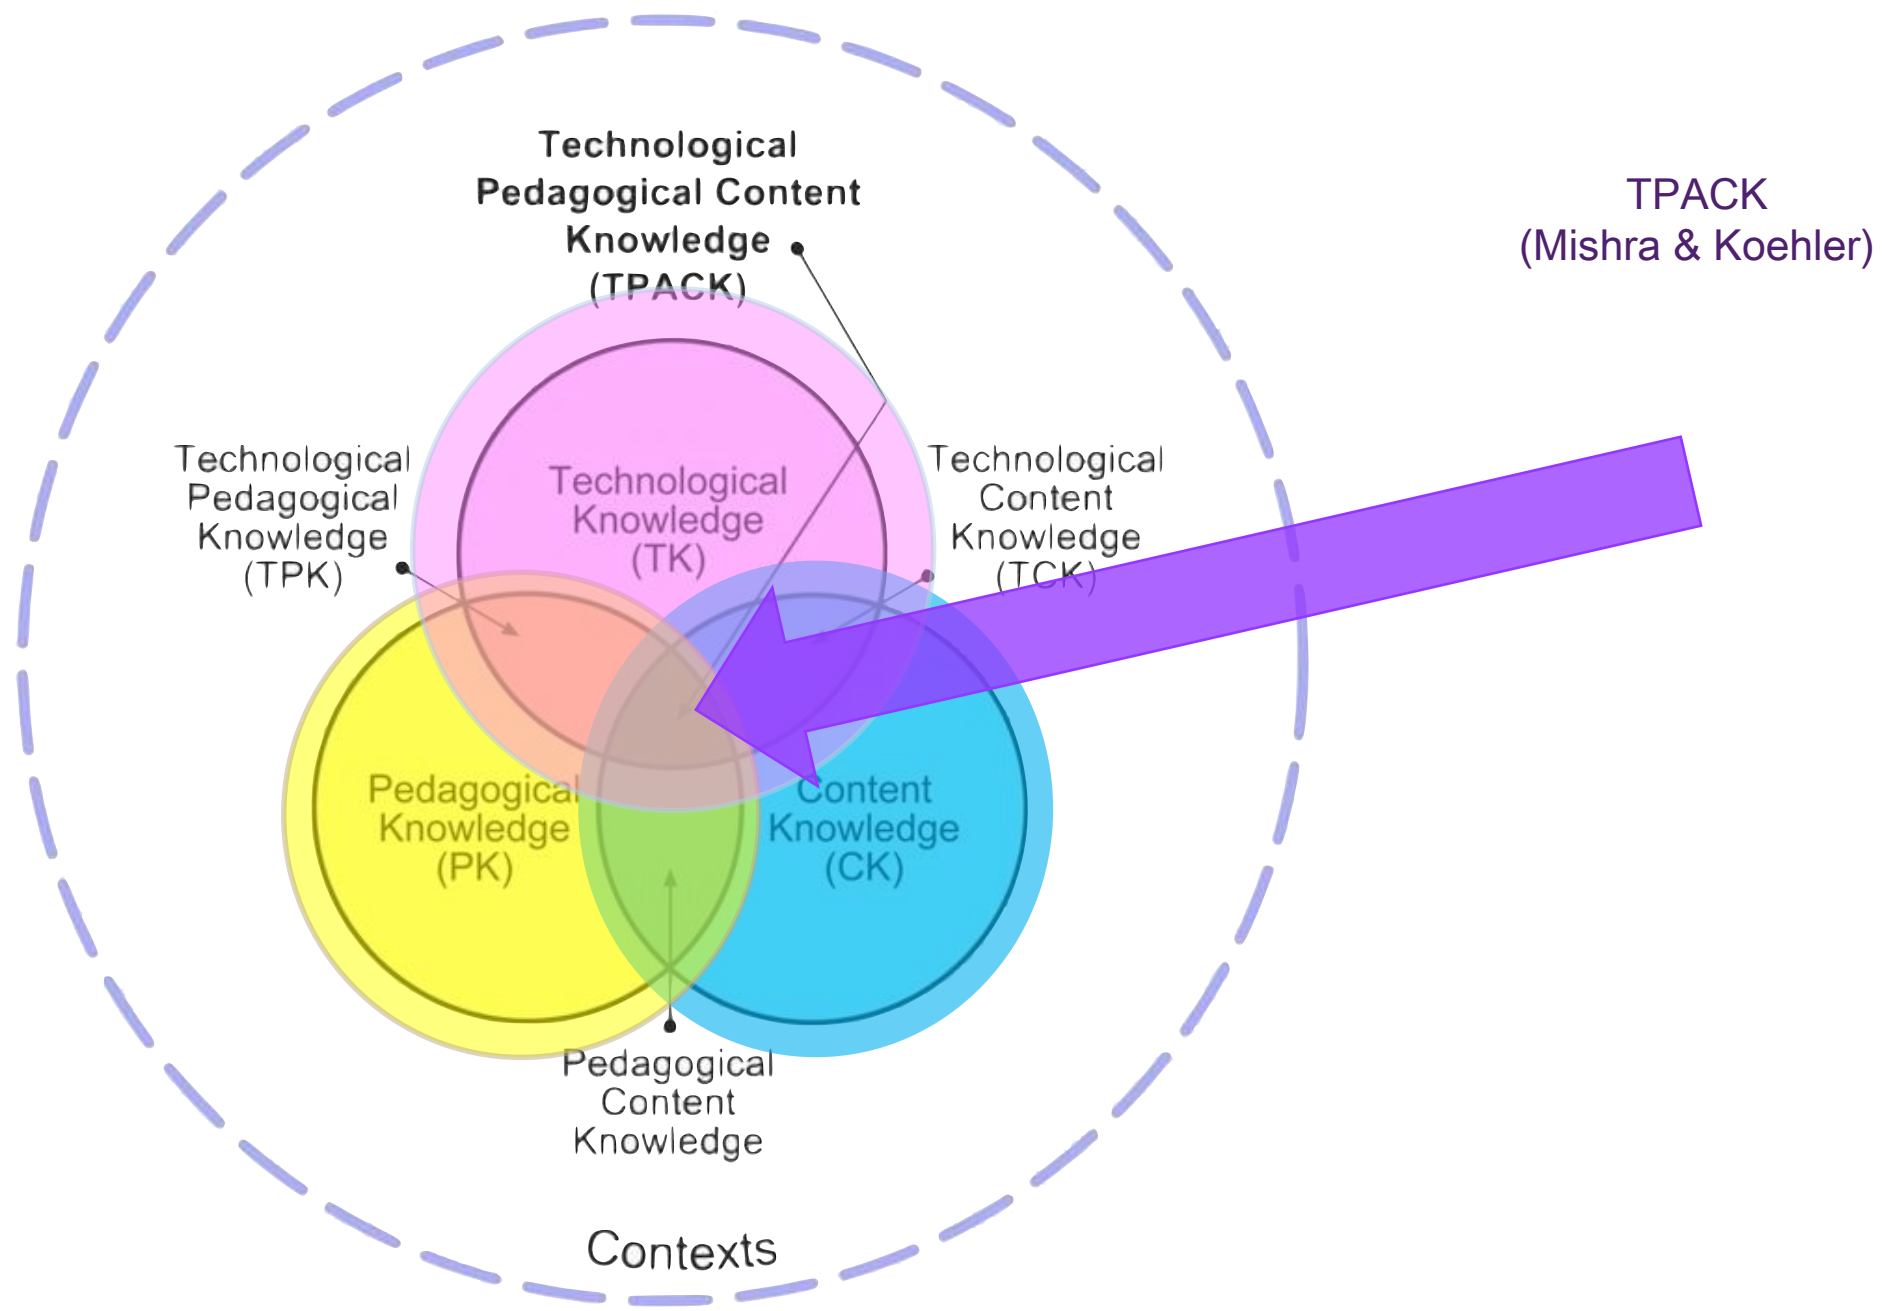 Technological
Pedagogical Content
Knowledge
(TPACK)
TPACK
(Mishra & Koehler)
Technological
Pedagogical
Knowledge
(TPK)
Technological
Knowledge
(TK)
Technological
Content
Knowledge
(TCK)
Pedagogical
Knowledge
(PK)
Content
Knowledge
(CK)
Pedagogical
Content
Knowledge
Contexts